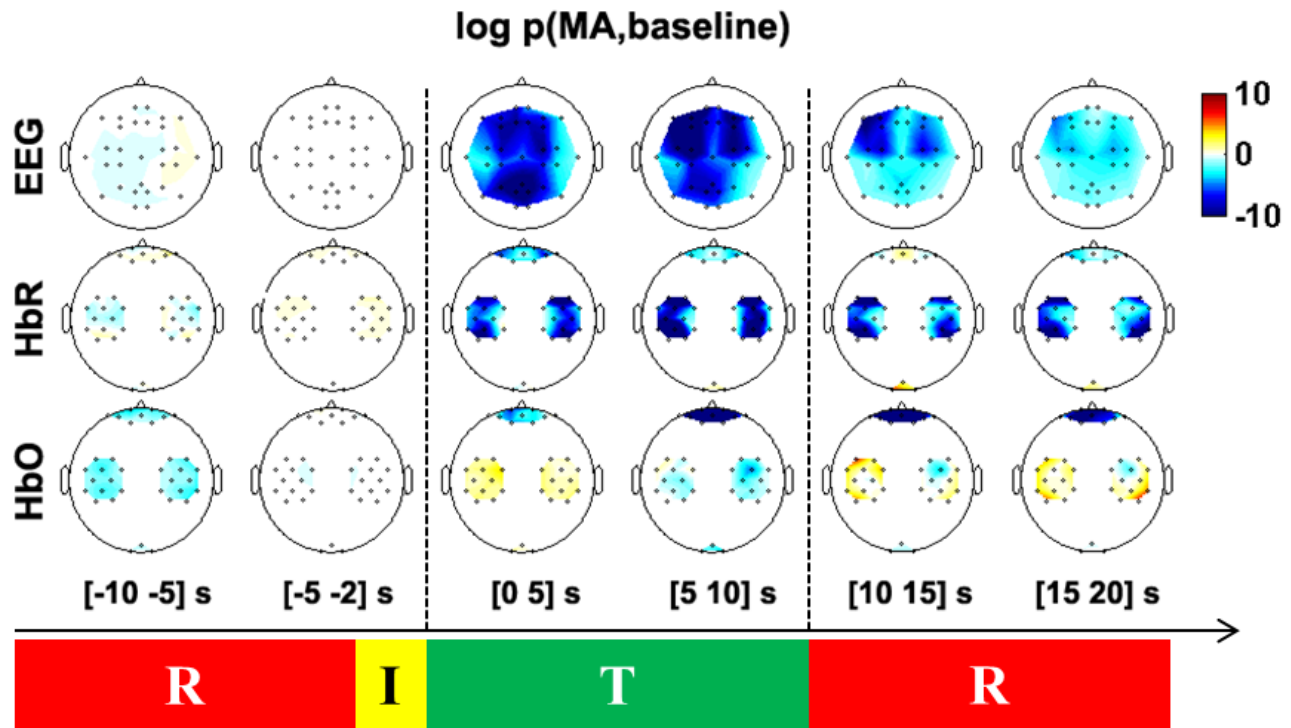 log p(MA,baseline)
EEG
10
0
-10
HbR
HbO
[-10 -5] s [-5 -2] s [0 5] s [5 10] s [10 15] s [15 20] s
R I T R